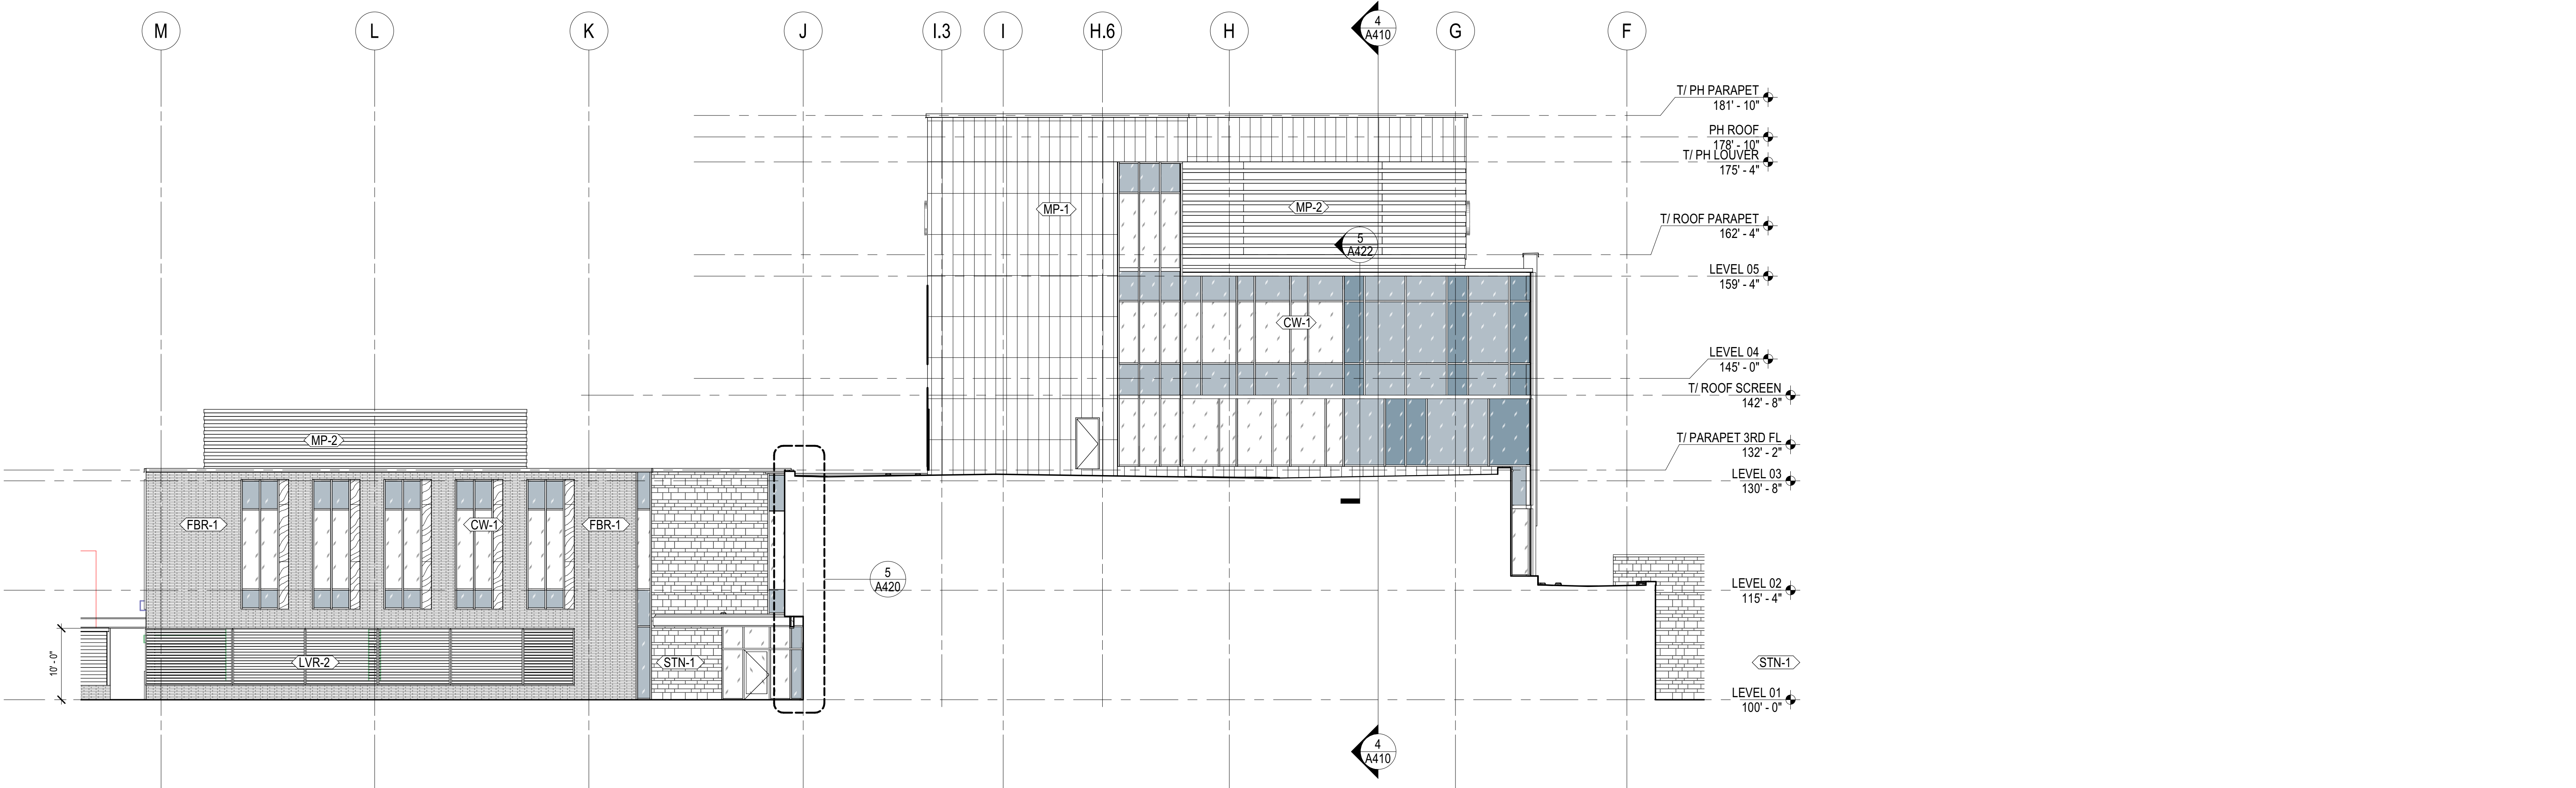 M
L
K
J
I.3
I
H.6
H
4
A410
G
F
T/ PH PARAPET
181' - 10"
PH ROOF
178' - 10"
T/ PH LOUVER
175' - 4"
MP-1
MP-2
T/ ROOF PARAPET
162' - 4"
5
A422
LEVEL 05
159' - 4"
CW-1
LEVEL 04
145' - 0"
T/ ROOF SCREEN
142' - 8"
MP-2
T/ PARAPET 3RD FL
132' - 2"
LEVEL 03
130' - 8"
FBR-1
CW-1
FBR-1
5
A420
LEVEL 02
115' - 4"
10' - 0"
LVR-2
STN-1
STN-1
LEVEL 01
100' - 0"
4
A410